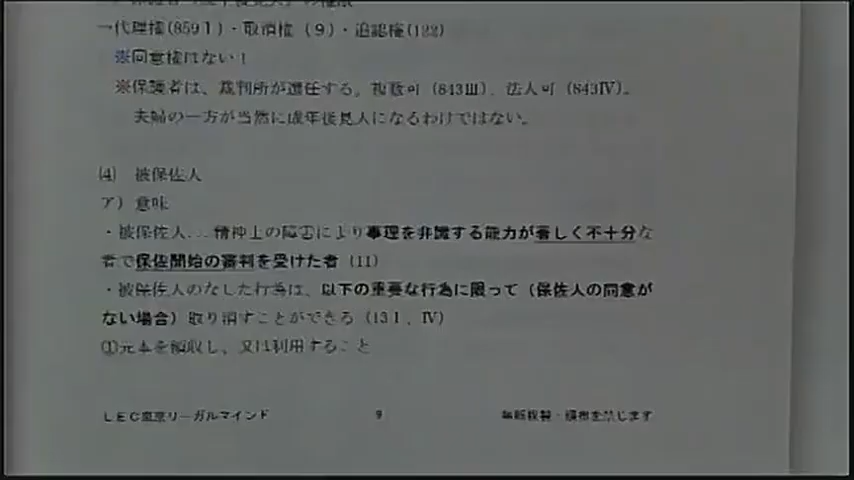 →代理権(859Ⅰ)・取消権(9)・追認権(122)
※同意権はない!
※保護者は、裁判所が選任する。複数可(843Ⅲ)、法人可(843Ⅳ)。
夫婦の一方が当然に成年後見人になるわけではない。
(4) 被保佐人
ア)意味
・被保佐人…精神上の障害により事理を弁識する能力が著しく不十分な
者で保佐開始の審判を受けた者(11)
・被保佐人のなした行為は、以下の重要な行為に限って(保佐人の同意が
ない場合)取り消すことができる(13Ⅰ、Ⅳ)
①元本を領収し、又は利用すること
LEC東京リーガルマインド 9 無断複製・頒布を禁じます